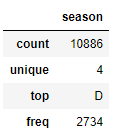 season
count 10886
unique 4
top D
freq 2734